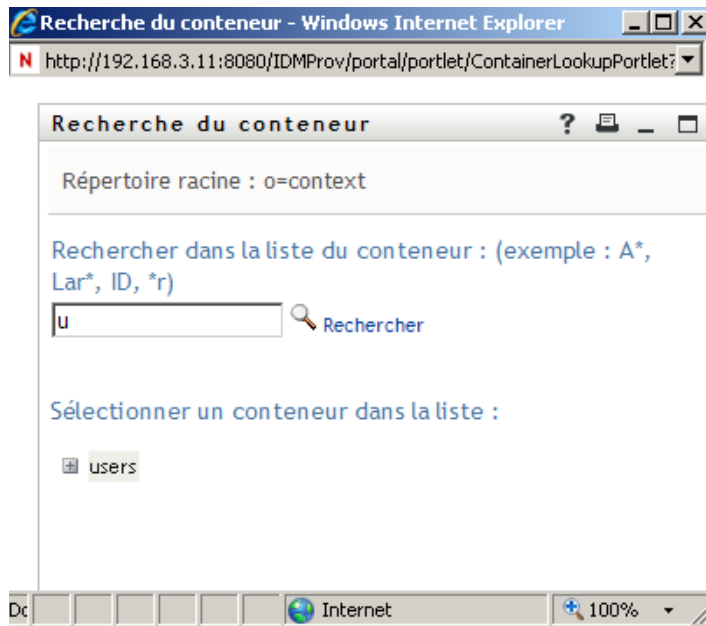 Recherche du conteneur - Windows Internet Explorer
N http://192.168.3.11:8080/IDMProv/portal/portlet/ContainerLookupPortlet?
Recherche du conteneur ?
Répertoire racine : o=context
Rechercher dans la liste du conteneur : (exemple : A*,
Lar*, ID, *r)
u Rechercher
Sélectionner un conteneur dans la liste :
users
Dc Internet 100%